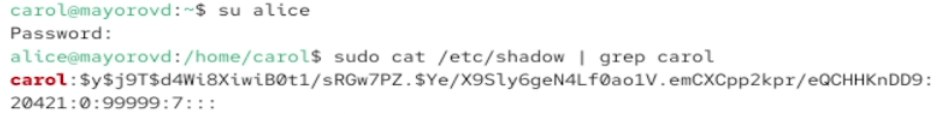 carol@mayorovd:~$ su alice
Password:
alice@mayorovd:/home/carol$ sudo cat /etc/shadow | grep carol
carol:$y$j9T$d4Wi8XiwiB0t1/sRGw7PZ.$Ye/X9Sly6geN4Lf0ao1V.emCXCpp2kpr/eQCHHKnDD9:
20421:0:99999:7:::